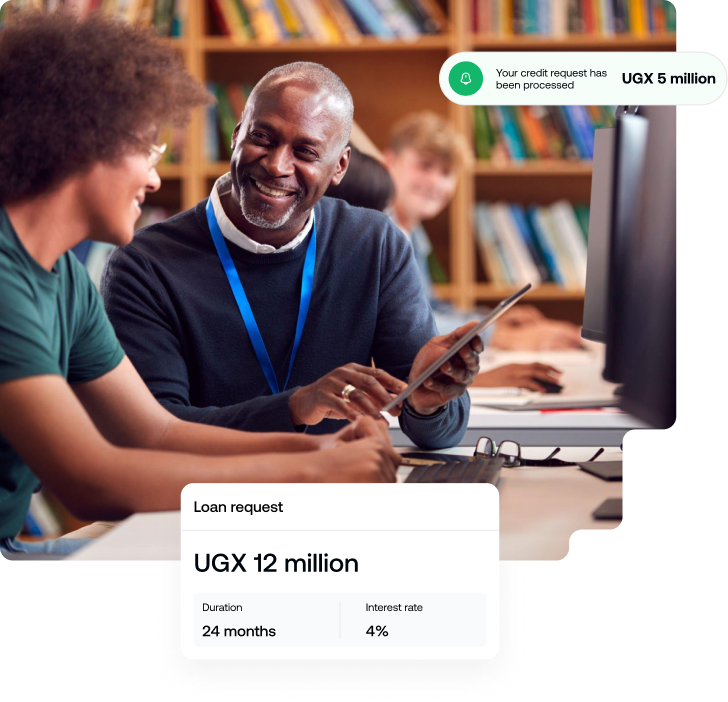 Your credit request has
been processed
UGX 5 million
Loan request
UGX 12 million
Duration
Interest rate
24 months
4%